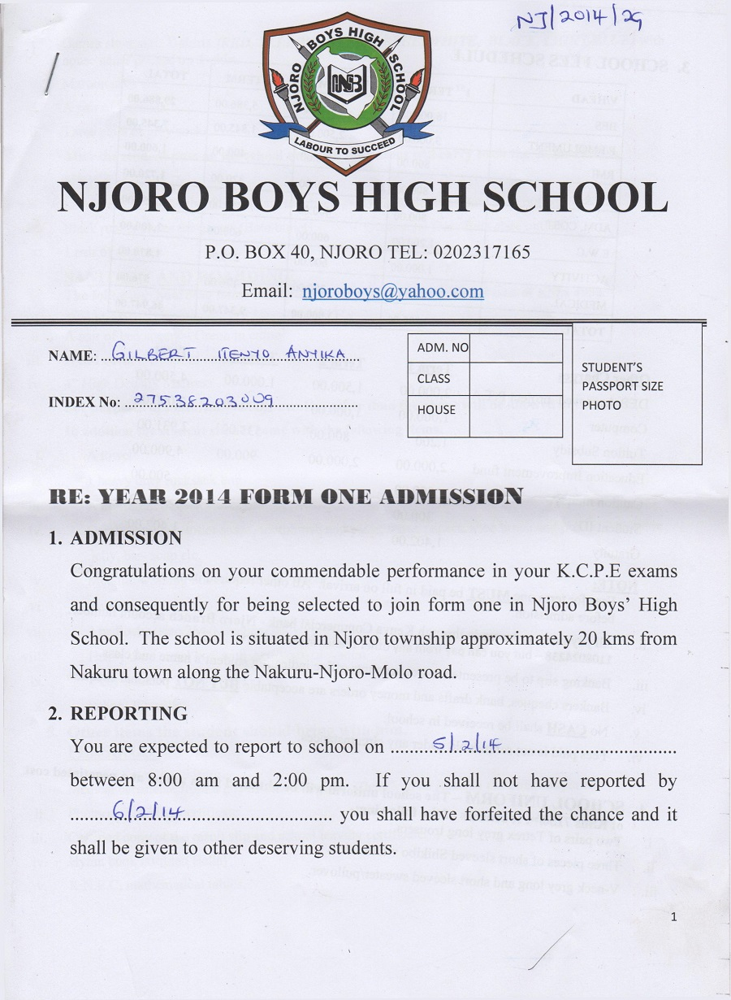 NJ/2014/29
NJORO BOYS HIGH SCHOOL
NSB
LABOUR TO SUCCEED
NJORO BOYS HIGH SCHOOL
P.O. BOX 40, NJORO TEL: 0202317165
Email: njoroboys@yahoo.com
NAME: GILBERT ITENYO ANYIKA
INDEX No: 27538203009
ADM. NO
CLASS
HOUSE
STUDENT'S
PASSPORT SIZE
PHOTO
RE: YEAR 2014 FORM ONE ADMISSION
1. ADMISSION
Congratulations on your commendable performance in your K.C.P.E exams
and consequently for being selected to join form one in Njoro Boys' High
School. The school is situated in Njoro township approximately 20 kms from
Nakuru town along the Nakuru-Njoro-Molo road.
2. REPORTING
You are expected to report to school on ....5/2/14....
between 8:00 am and 2:00 pm. If you shall not have reported by
....6/2/14.... you shall have forfeited the chance and it
shall be given to other deserving students.
1